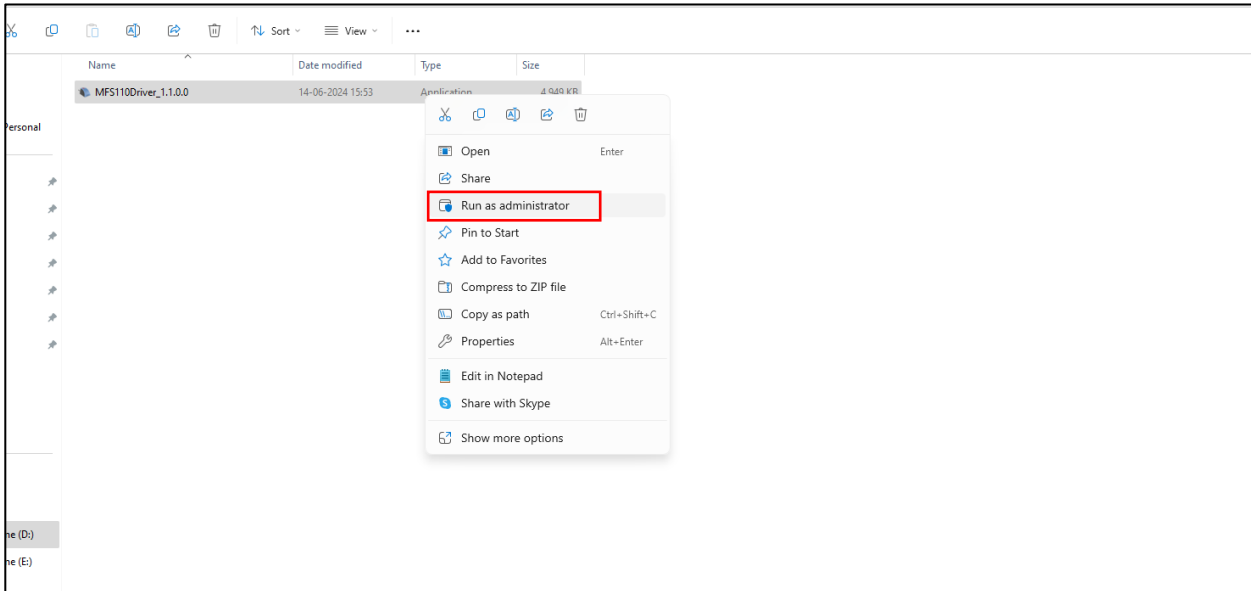 Sort
View
Name Date modified Type Size
MFS110Driver_1.1.0.0 14-06-2024 15:53 Application 4,949 KB
Personal
Open Enter
Share
Run as administrator
Pin to Start
Add to Favorites
Compress to ZIP file
Copy as path Ctrl+Shift+C
Properties Alt+Enter
Edit in Notepad
Share with Skype
Show more options
ne (D:)
ne (E:)